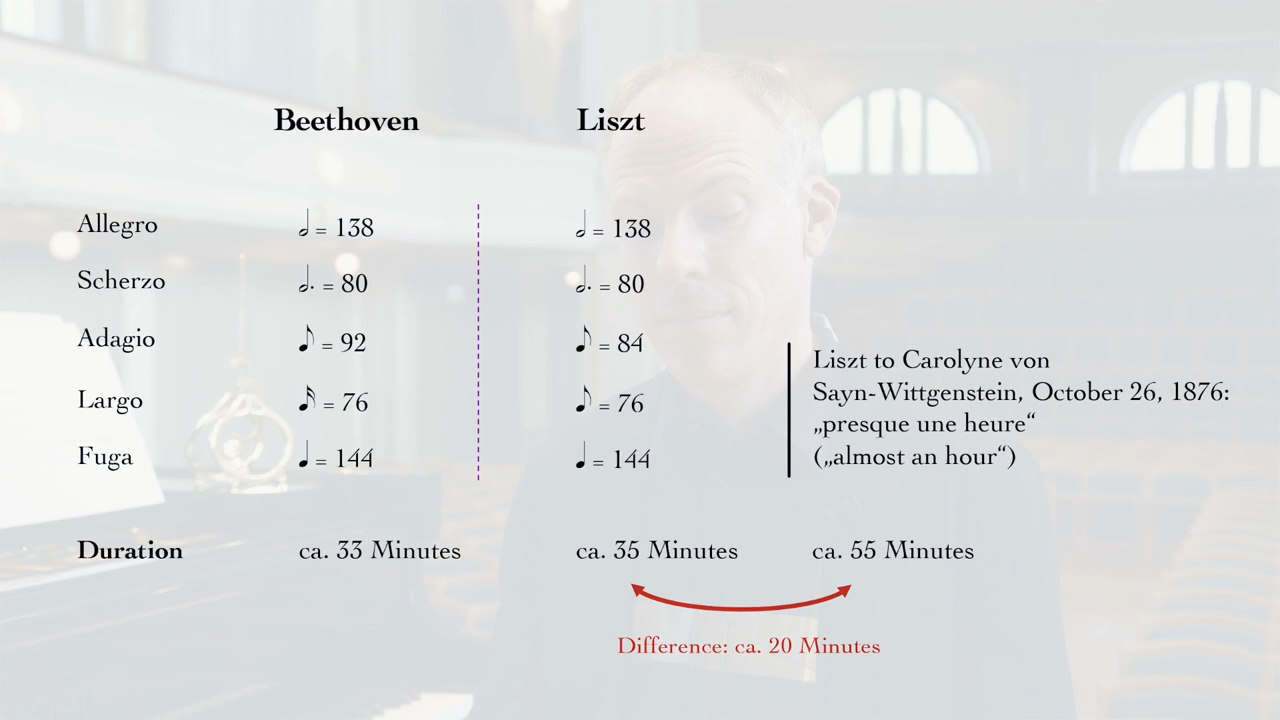 Beethoven Liszt
Allegro 𝅗𝅥 = 138 𝅗𝅥 = 138
Scherzo 𝅗𝅥. = 80 𝅗𝅥. = 80
Adagio ♪ = 92 ♪ = 84
Largo 𝅘𝅥𝅯 = 76 ♪ = 76
Fuga ♩ = 144 ♩ = 144
Liszt to Carolyne von
Sayn-Wittgenstein, October 26, 1876:
„presque une heure“
(„almost an hour“)
Duration ca. 33 Minutes ca. 35 Minutes ca. 55 Minutes
Difference: ca. 20 Minutes